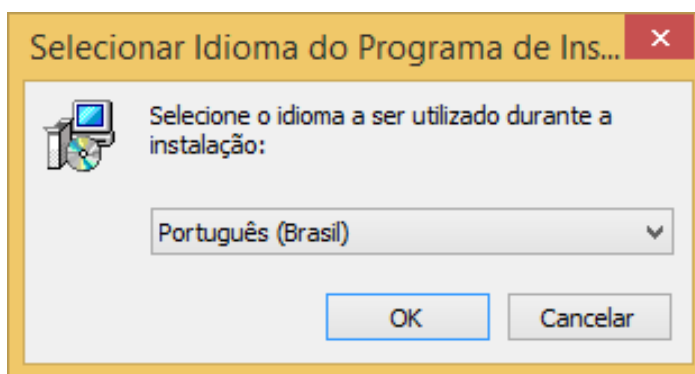 Selecionar Idioma do Programa de Ins...
Selecione o idioma a ser utilizado durante a
instalação:
Português (Brasil)
OK
Cancelar